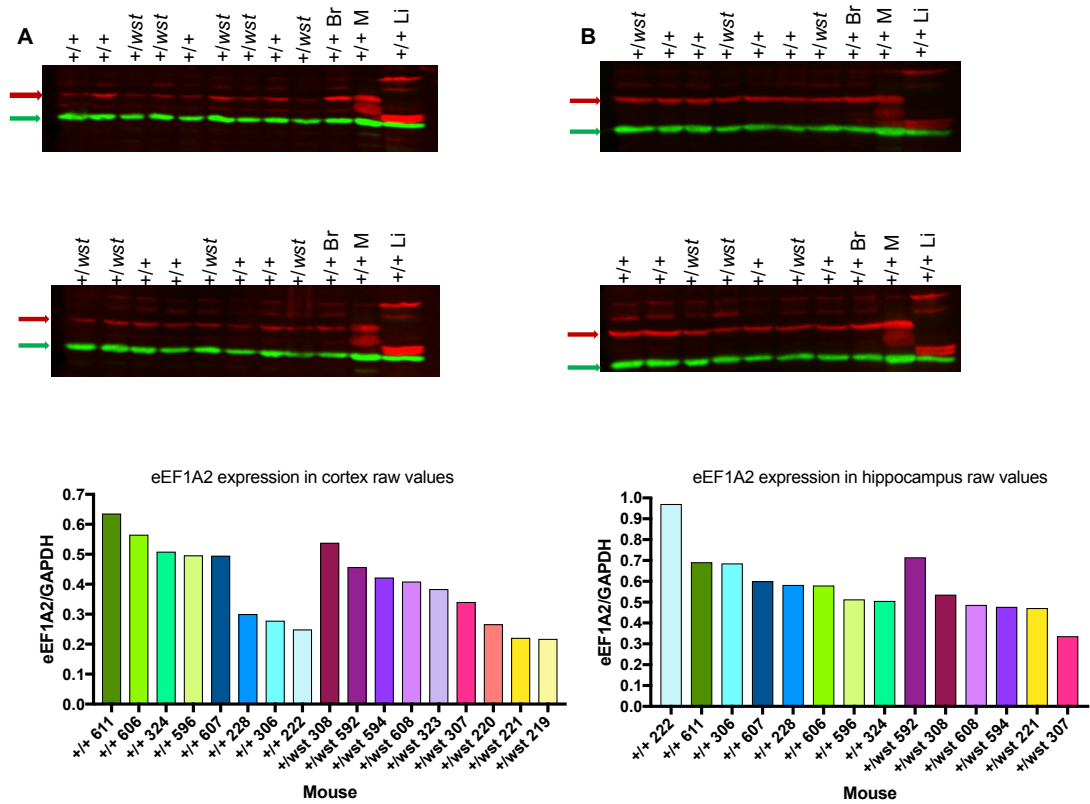 A
+/+
+/+
+/wst
+/wst
+/+
+/wst
+/wst
+/+
+/wst
+/+ Br
+/+ M
+/+ Li
B
+/wst
+/+
+/+
+/wst
+/+
+/+
+/wst
+/+ Br
+/+ M
+/+ Li
+/wst
+/wst
+/+
+/+
+/wst
+/+
+/+
+/wst
+/+ Br
+/+ M
+/+ Li
+/+
+/+
+/wst
+/wst
+/+
+/wst
+/+
+/+ Br
+/+ M
+/+ Li
eEF1A2 expression in cortex raw values
eEF1A2/GAPDH
0.7
0.6
0.5
0.4
0.3
0.2
0.1
0.0
+/+ 611
+/+ 606
+/+ 324
+/+ 596
+/+ 607
+/+ 228
+/+ 306
+/+ 222
+/wst 308
+/wst 592
+/wst 594
+/wst 608
+/wst 323
+/wst 307
+/wst 220
+/wst 221
+/wst 219
Mouse
eEF1A2 expression in hippocampus raw values
eEF1A2/GAPDH
1.0
0.9
0.8
0.7
0.6
0.5
0.4
0.3
0.2
0.1
0.0
+/+ 222
+/+ 611
+/+ 306
+/+ 607
+/+ 228
+/+ 606
+/+ 596
+/+ 324
+/wst 592
+/wst 308
+/wst 608
+/wst 594
+/wst 221
+/wst 307
Mouse